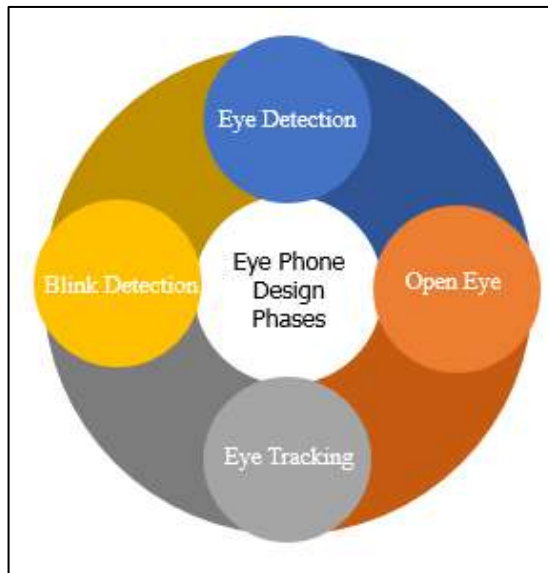 Eye Detection
Blink Detection
Eye Phone
Design
Phases
Open Eye
Eye Tracking